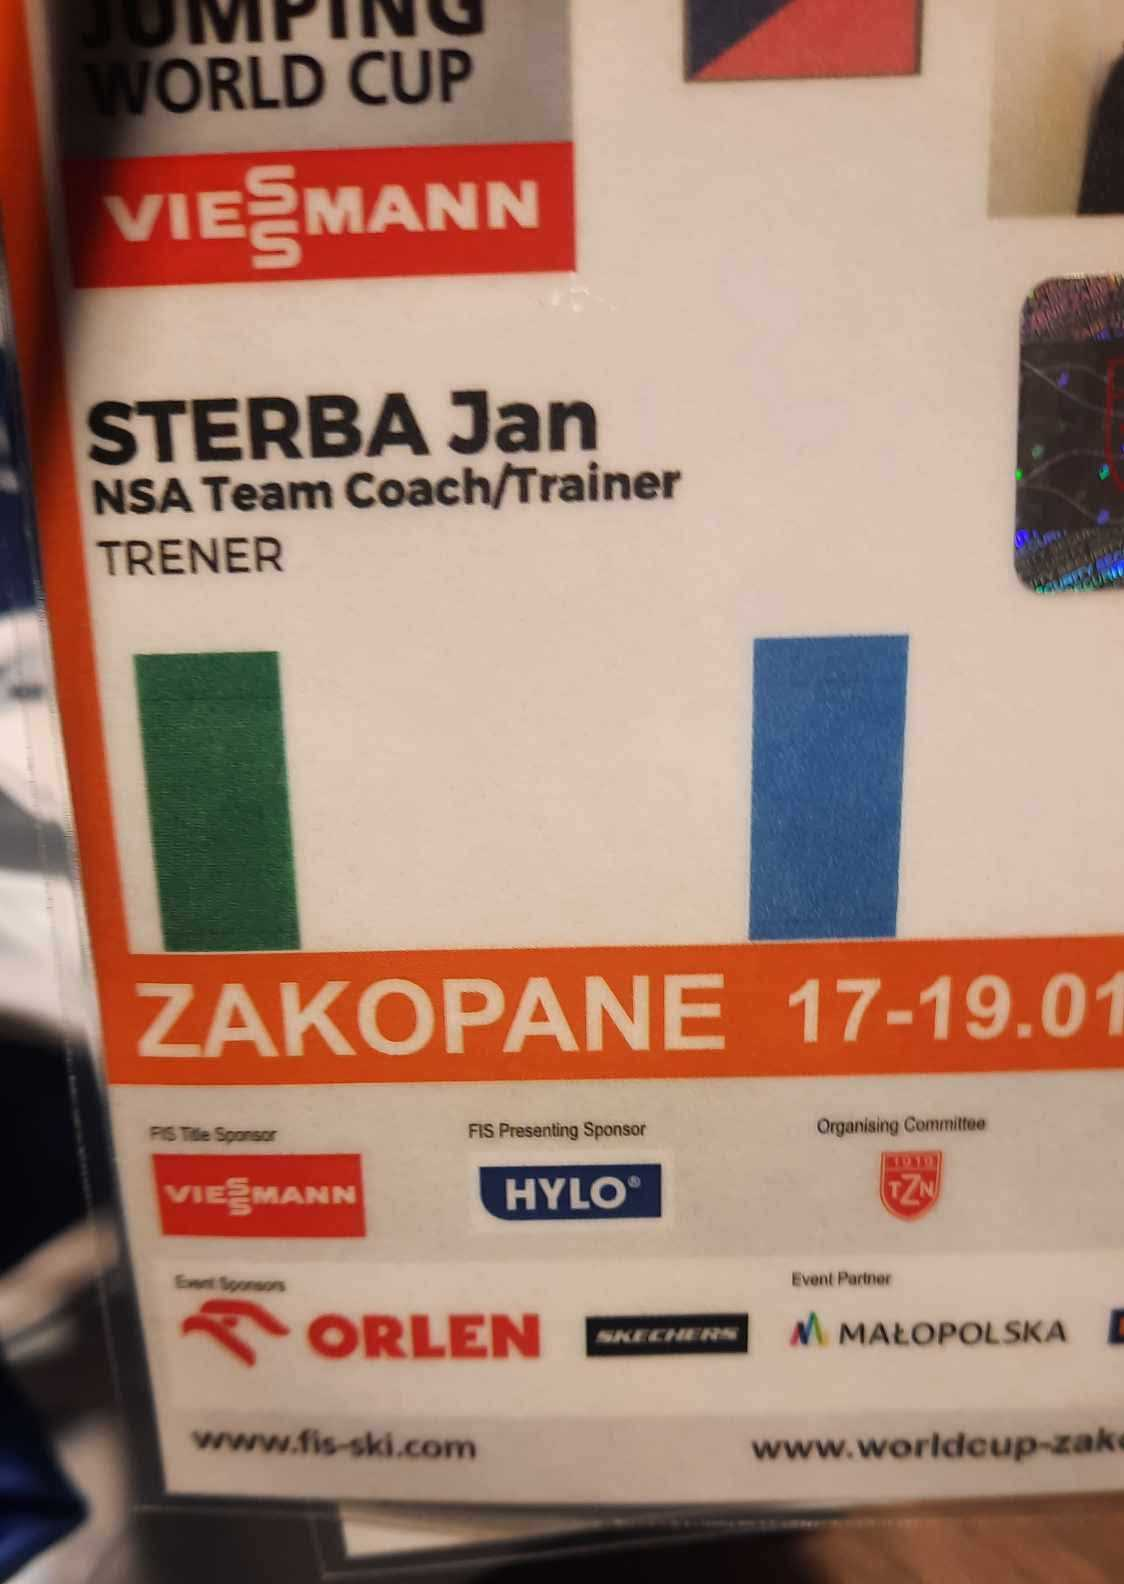 JUMPING
WORLD CUP
VIESSMANN
STERBA Jan
NSA Team Coach/Trainer
TRENER
ZAKOPANE 17-19.01
FIS Title Sponsor
FIS Presenting Sponsor
Organising Committee
VIESSMANN
HYLO®
1919
TZN
Event Sponsors
Event Partner
ORLEN
SKECHERS
MAŁOPOLSKA
www.fis-ski.com
www.worldcup-zak